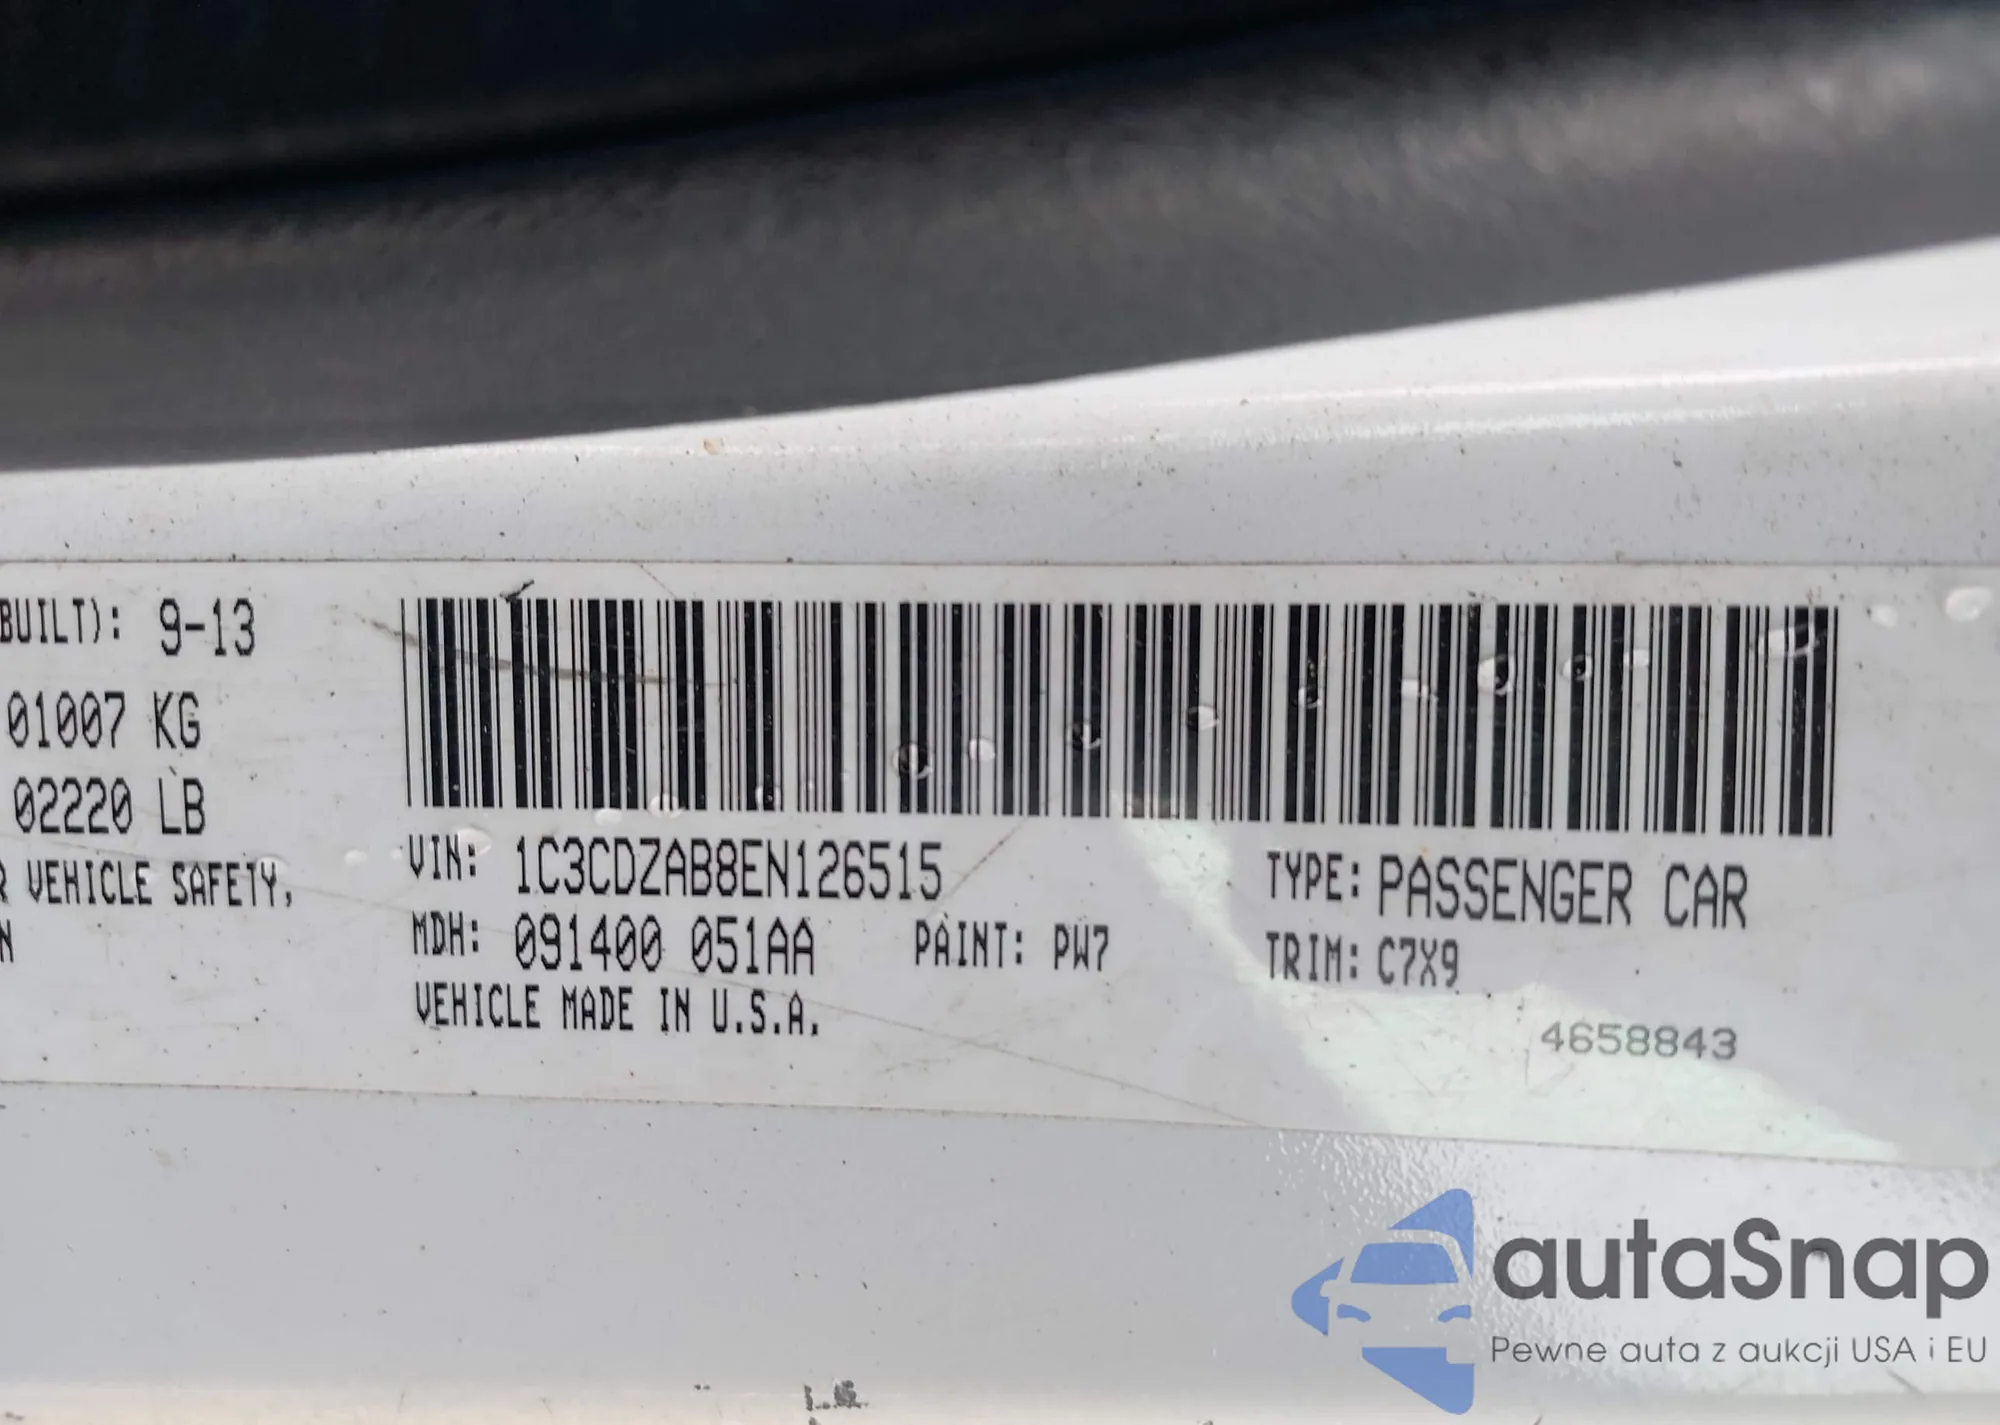 BUILT): 9-13
01007 KG
02220 LB
VEHICLE SAFETY,
N
VIN: 1C3CDZAB8EN126515
TYPE: PASSENGER CAR
MDH: 091400 051AA
PAINT: PW7
TRIM: C7X9
VEHICLE MADE IN U.S.A.
4658843
autaSnap
Pewne auta z aukcji USA i EU